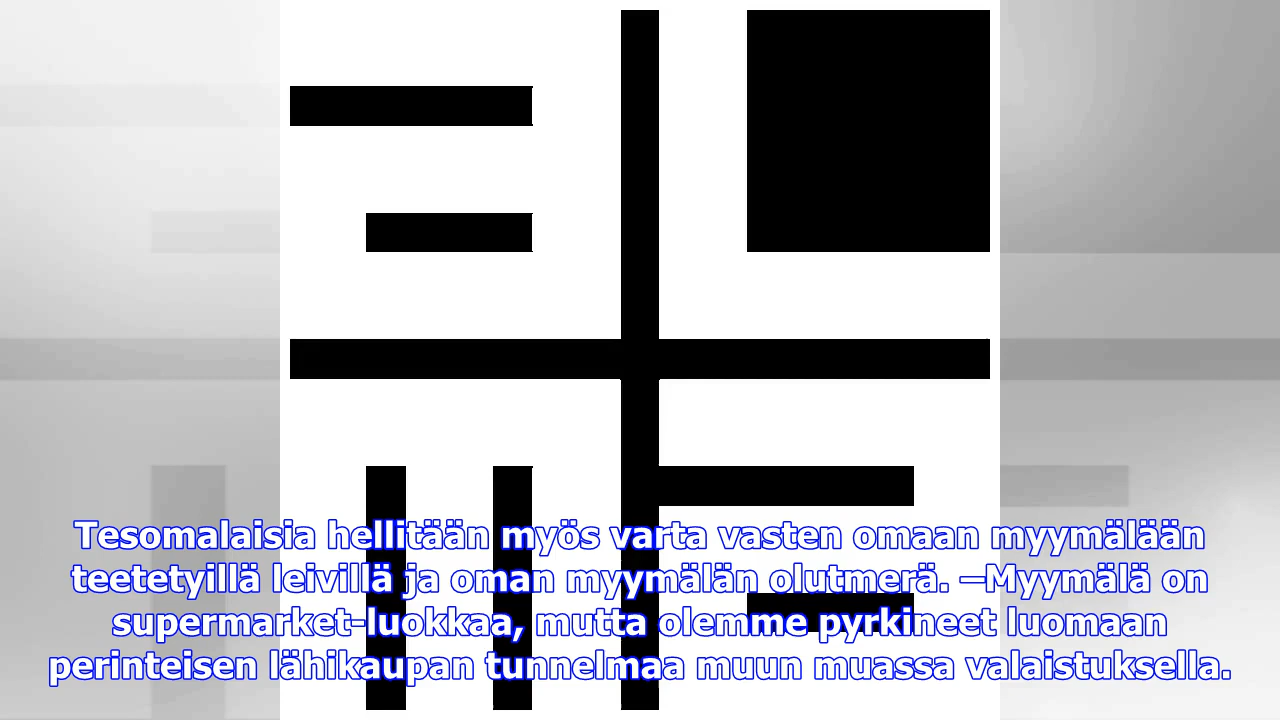 Tesomalaisia hellitään myös varta vasten omaan myymälään
teetetyillä leivillä ja oman myymälän olutmerä. —Myymälä on
supermarket-luokkaa, mutta olemme pyrkineet luomaan
perinteisen lähikaupan tunnelmaa muun muassa valaistuksella.